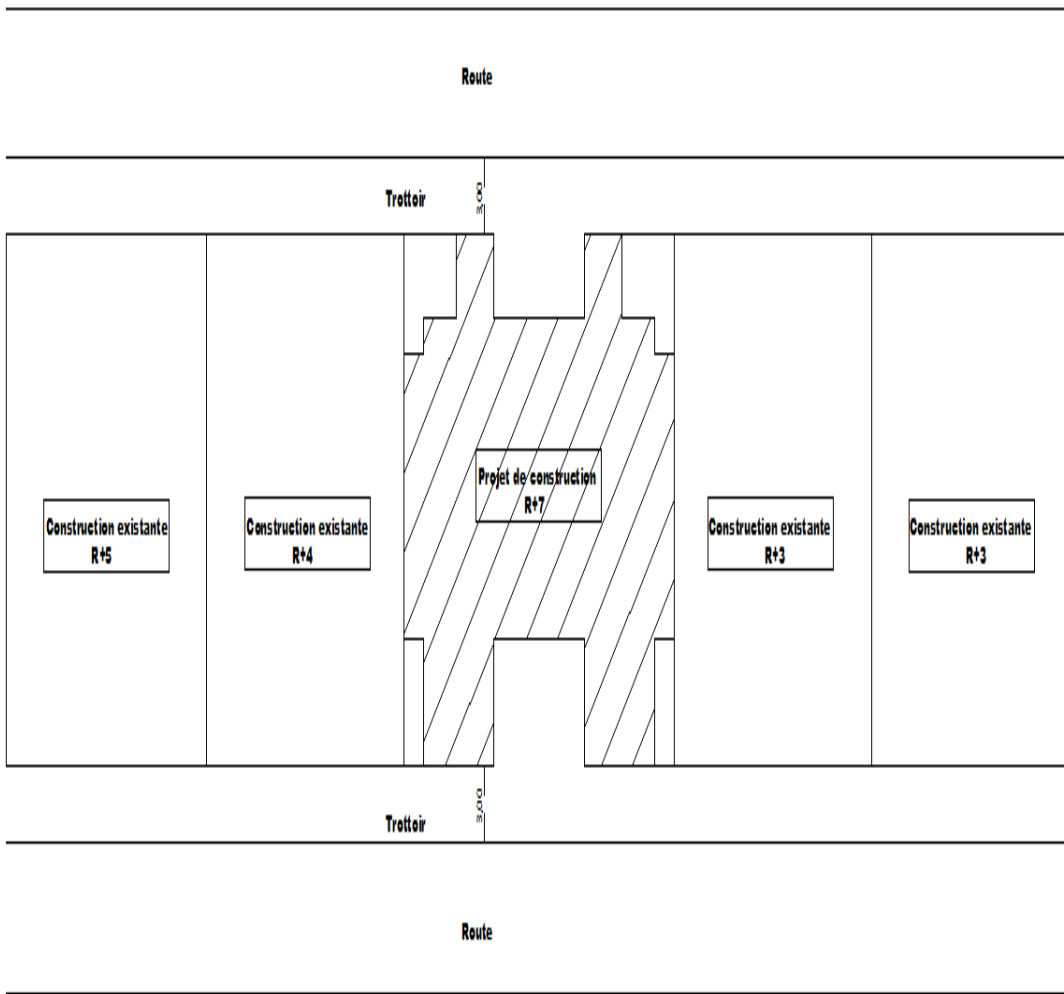 Route
Trottoir
3,00
Projet de construction
R+7
Construction existante
R+5
Construction existante
R+4
Construction existante
R+3
Construction existante
R+3
3,00
Trottoir
Route